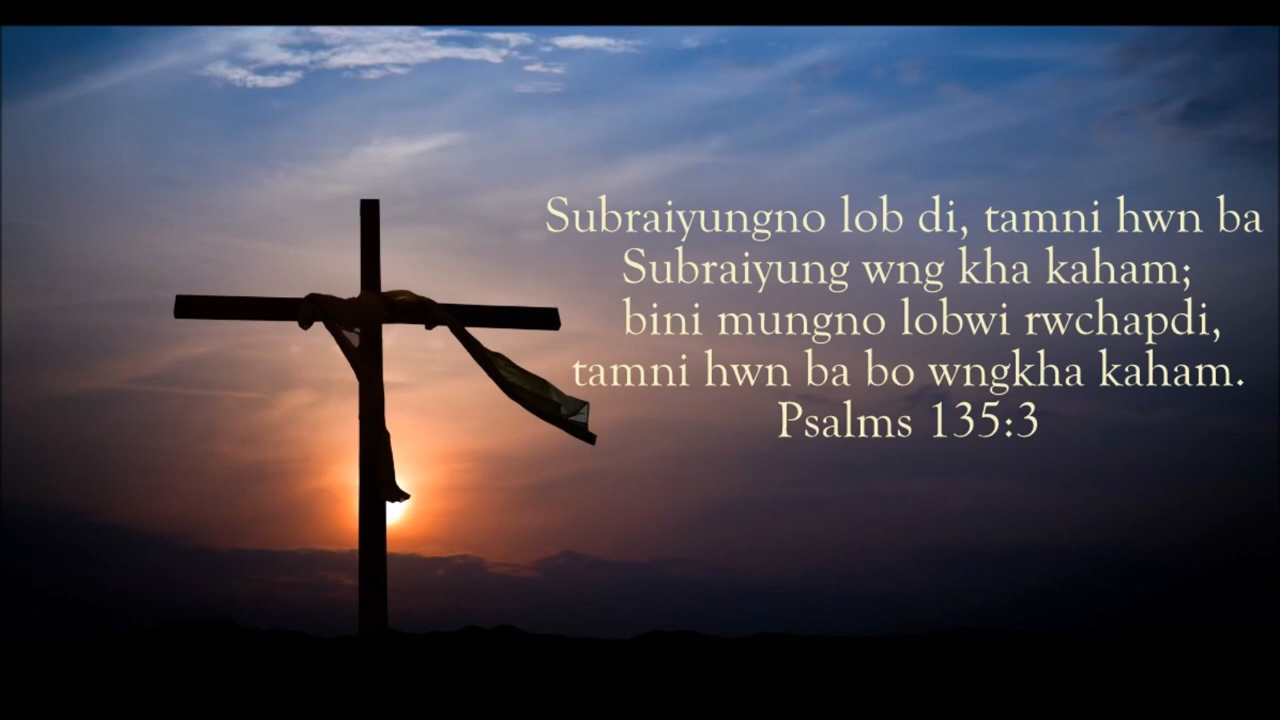 Subraiyungno lob di, tamni hwn ba
Subraiyung wng kha kaham;
bini mungno lobwi rwchapdi,
tamni hwn ba bo wngkha kaham.
Psalms 135:3